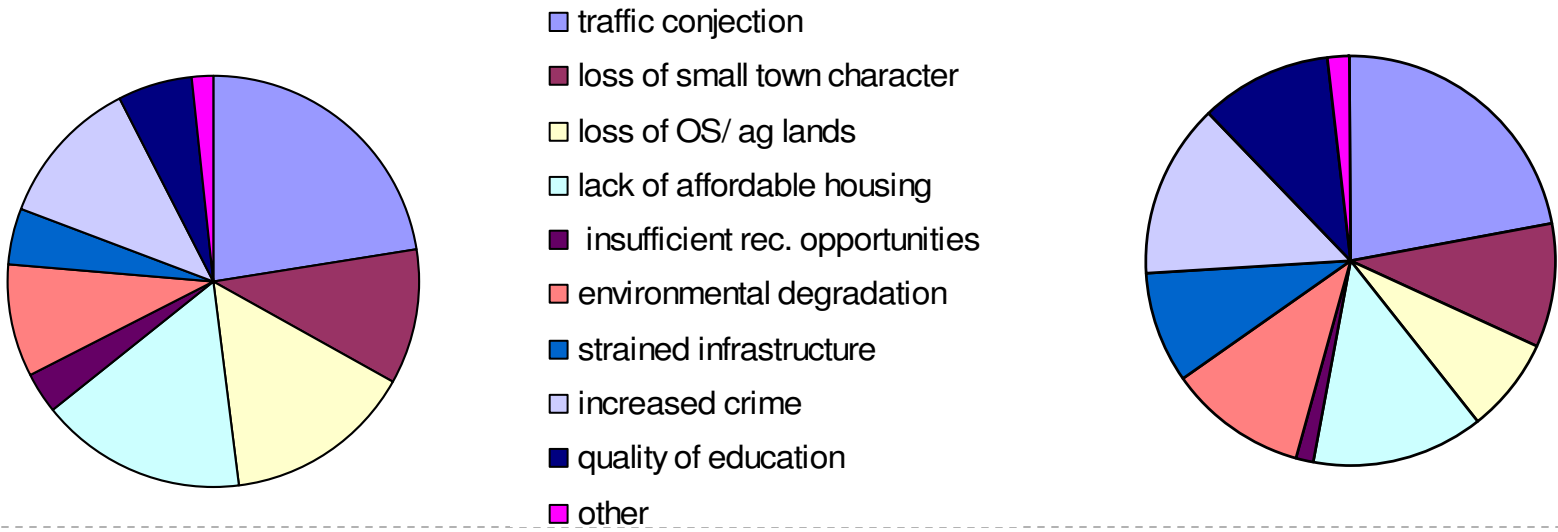 traffic conjection
loss of small town character
loss of OS/ ag lands
lack of affordable housing
insufficient rec. opportunities
environmental degradation
strained infrastructure
increased crime
quality of education
other